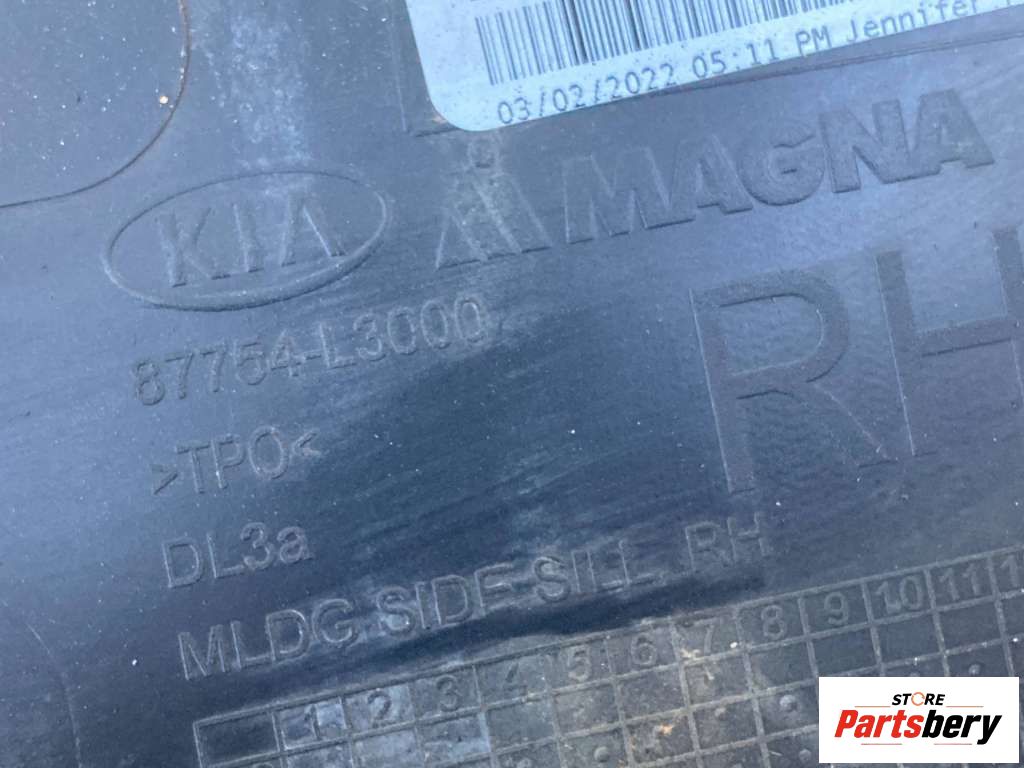 03/02/2022 05:11 PM Jennifer
KIA MAGNA
87754-L3000
RH
>TPO<
DL3a
MLDG SIDE SILL, RH
1 2 3 4 5 6 7 8 9 10 11
STORE
Partsbery